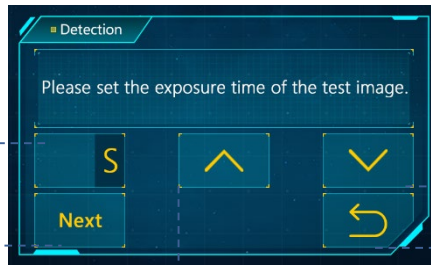 Detection
Please set the exposure time of the test image.
S
Next